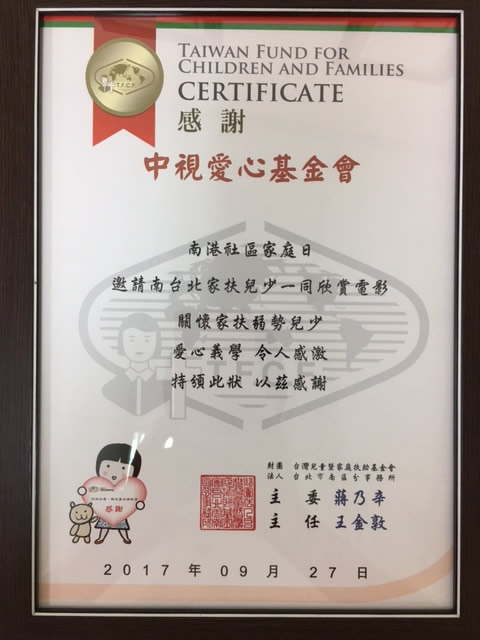 TAIWAN FUND FOR
CHILDREN AND FAMILIES
CERTIFICATE
感謝
T.F.C.F.
中視愛心基金會
南港社區家庭日
邀請南台北家扶兒少一同欣賞電影
關懷家扶弱勢兒少
愛心義學 令人感激
特頒此狀 以茲感謝
T.F.C.F.
財團 台灣兒童暨家庭扶助基金會
法人 台北市南區分事務所
主 委 蔣乃辛
主 任 王金敦
感謝
2017 年 09 月 27 日